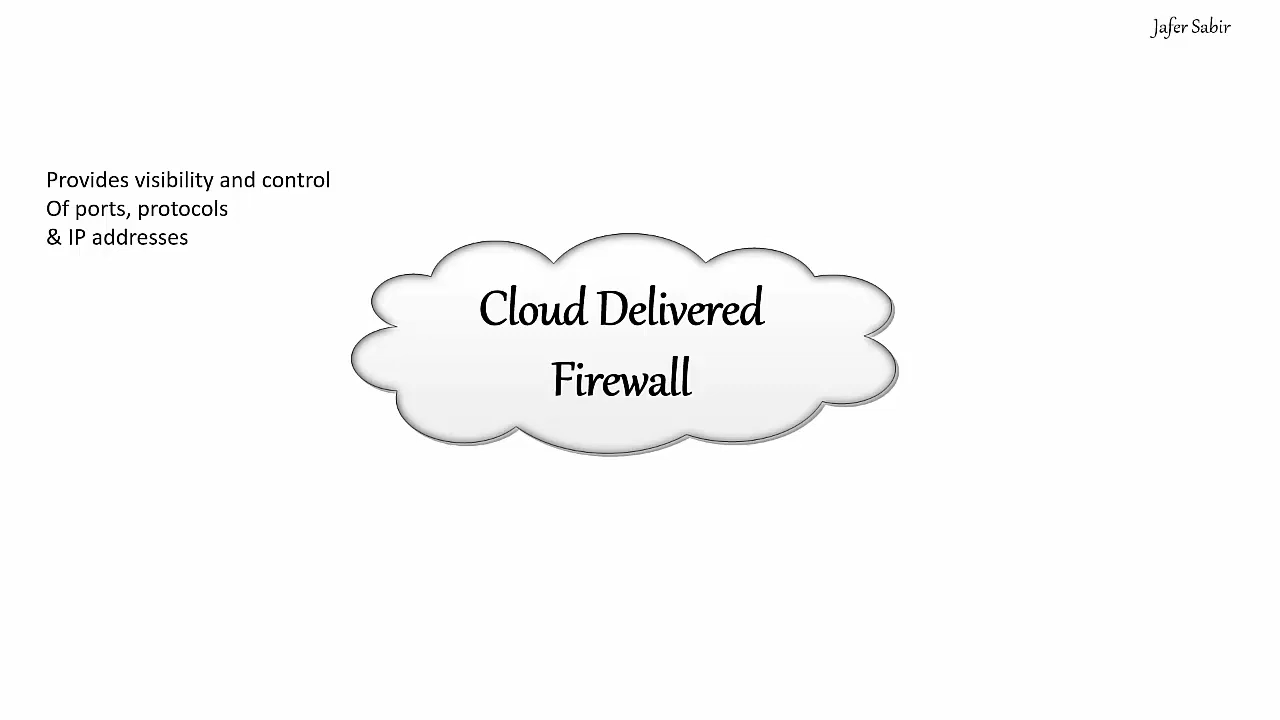 Jafer Sabir
Provides visibility and control
Of ports, protocols
& IP addresses
Cloud Delivered
Firewall